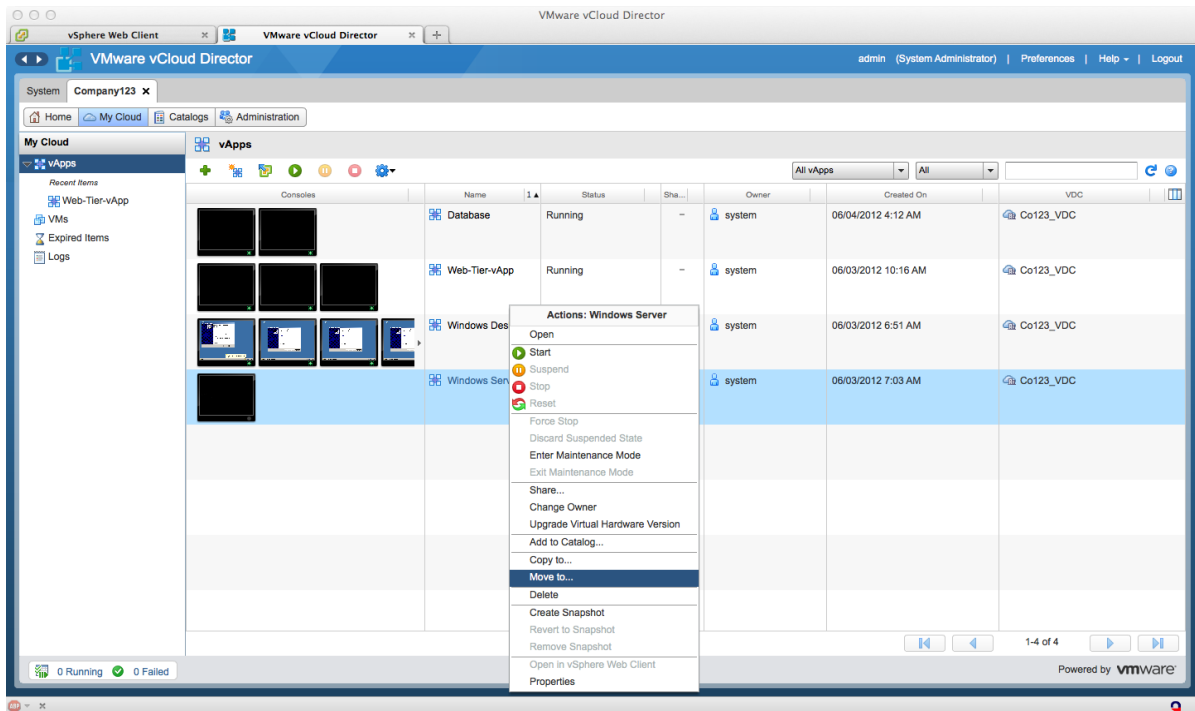 VMware vCloud Director
vSphere Web Client
VMware vCloud Director
VMware vCloud Director
admin (System Administrator) | Preferences | Help | Logout
System Company123
Home My Cloud Catalogs Administration
My Cloud
vApps
Recent Items
Web-Tier-vApp
VMs
Expired Items
Logs
vApps
All vApps All
Consoles Name 1 Status Sha... Owner Created On VDC
Database Running - system 06/04/2012 4:12 AM Co123_VDC
Web-Tier-vApp Running - system 06/03/2012 10:16 AM Co123_VDC
Windows Des system 06/03/2012 6:51 AM Co123_VDC
Windows Serv system 06/03/2012 7:03 AM Co123_VDC
Actions: Windows Server
Open
Start
Suspend
Stop
Reset
Force Stop
Discard Suspended State
Enter Maintenance Mode
Exit Maintenance Mode
Share...
Change Owner
Upgrade Virtual Hardware Version
Add to Catalog...
Copy to...
Move to...
Delete
Create Snapshot
Revert to Snapshot
Remove Snapshot
Open in vSphere Web Client
Properties
1-4 of 4
0 Running 0 Failed
Powered by vmware